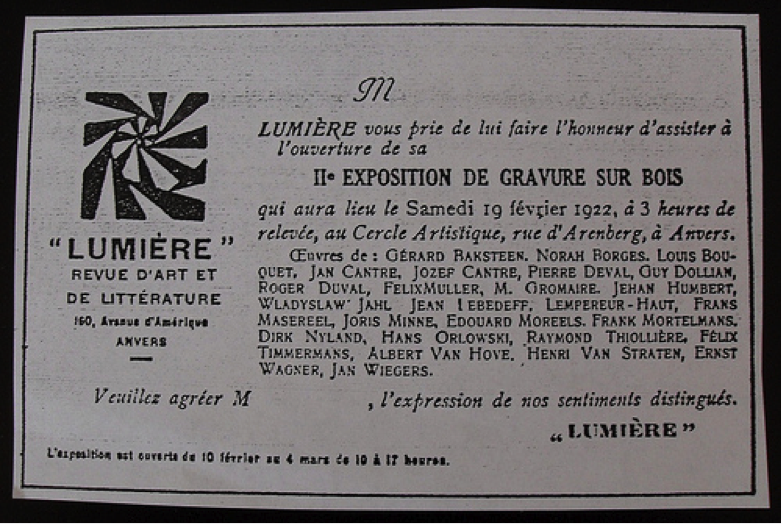 M
LUMIÈRE vous prie de lui faire l'honneur d'assister à
l'ouverture de sa
IIe EXPOSITION DE GRAVURE SUR BOIS
qui aura lieu le Samedi 19 février 1922, à 3 heures de
relevée, au Cercle Artistique, rue d'Arenberg, à Anvers.
Œuvres de : GÉRARD BAKSTEEN. NORAH BORGES. LOUIS BOU-
QUET, JAN CANTRE, JOZEF CANTRE, PIERRE DEVAL, GUY DOLLIAN,
ROGER DUVAL, FELIXMULLER, M. GROMAIRE. JEHAN HUMBERT,
WLADYSLAW JAHL JEAN LEBEDEFF. LEMPEREUR-HAUT, FRANS
MASEREEL, JORIS MINNE, EDOUARD MOREELS. FRANK MORTELMANS.
DIRK NYLAND, HANS ORLOWSKI, RAYMOND THIOLLIÈRE, FÉLIX
TIMMERMANS, ALBERT VAN HOVE. HENRI VAN STRATEN, ERNST
WAGNER, JAN WIEGERS.
"LUMIÈRE"
REVUE D'ART ET
DE LITTÉRATURE
160, Avenue d'Amérique
ANVERS
Veuillez agréer M , l'expression de nos sentiments distingués.
„LUMIÈRE”
L'exposition est ouverte du 10 février au 4 mars de 10 à 17 heures.